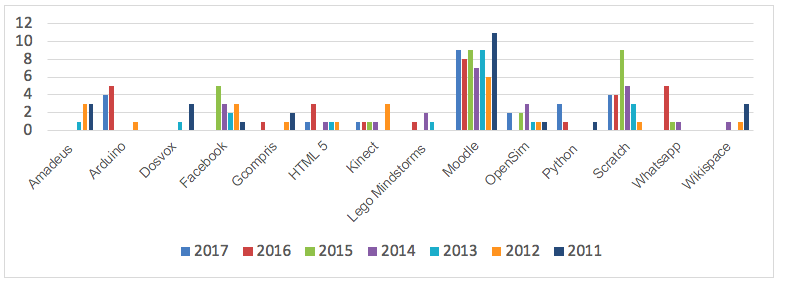 12
10
8
6
4
2
0
Amadeus
Arduino
Dosvox
Facebook
Gcompris
HTML 5
Kinect
Lego Mindstorms
Moodle
OpenSim
Python
Scratch
Whatsapp
Wikispace
2017 2016 2015 2014 2013 2012 2011